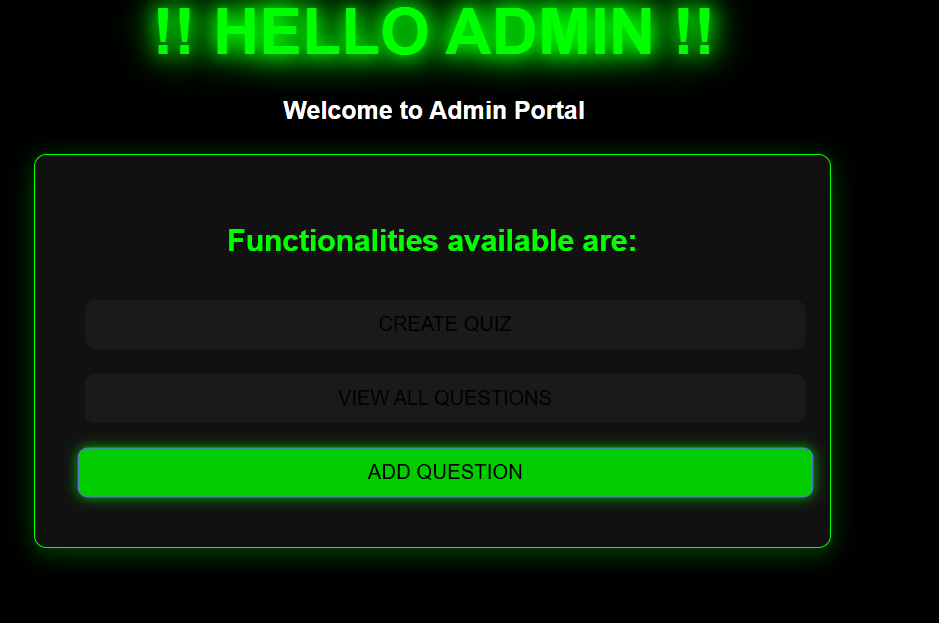 !! HELLO ADMIN !!
Welcome to Admin Portal
Functionalities available are:
CREATE QUIZ
VIEW ALL QUESTIONS
ADD QUESTION